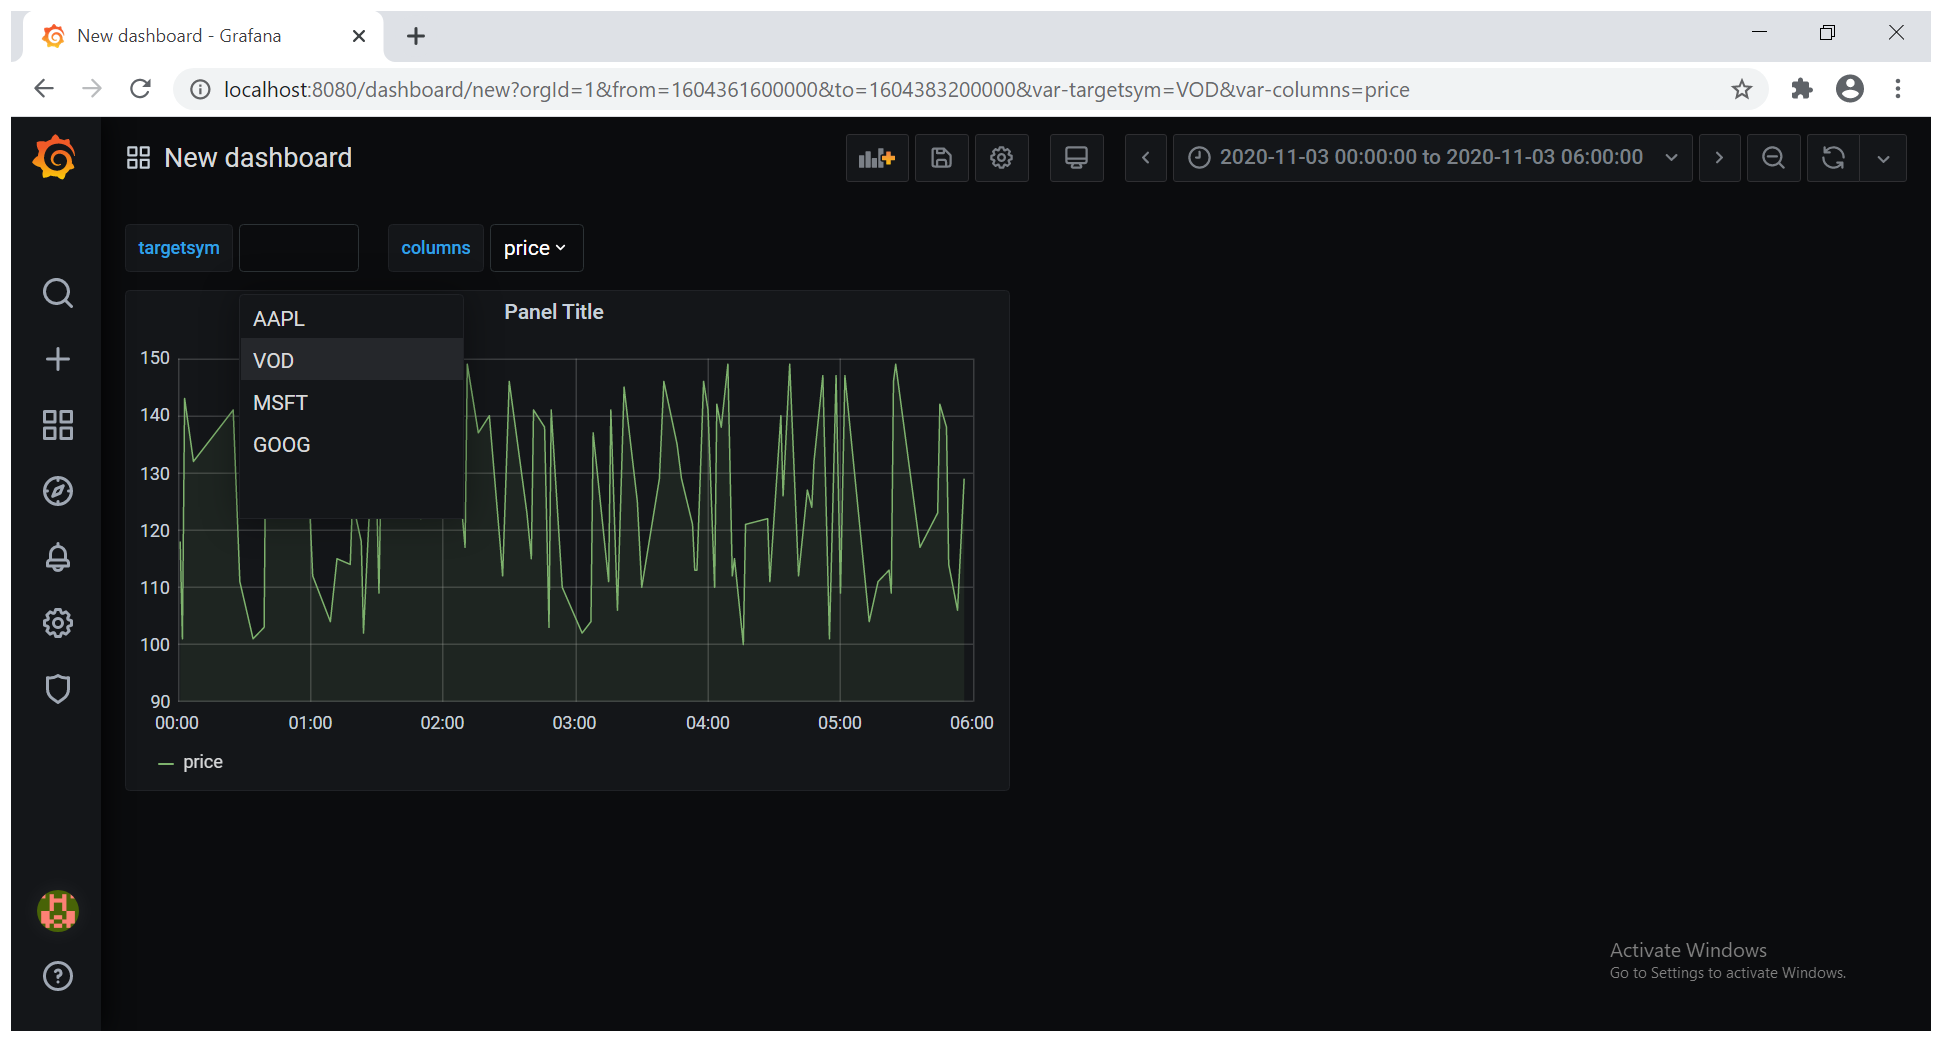 New dashboard - Grafana
localhost:8080/dashboard/new?orgId=1&from=1604361600000&to=1604383200000&var-targetsym=VOD&var-columns=price
New dashboard
2020-11-03 00:00:00 to 2020-11-03 06:00:00
targetsym
columns
price
Panel Title
AAPL
VOD
MSFT
GOOG
150
140
130
120
110
100
90
00:00 01:00 02:00 03:00 04:00 05:00 06:00
price
Activate Windows
Go to Settings to activate Windows.